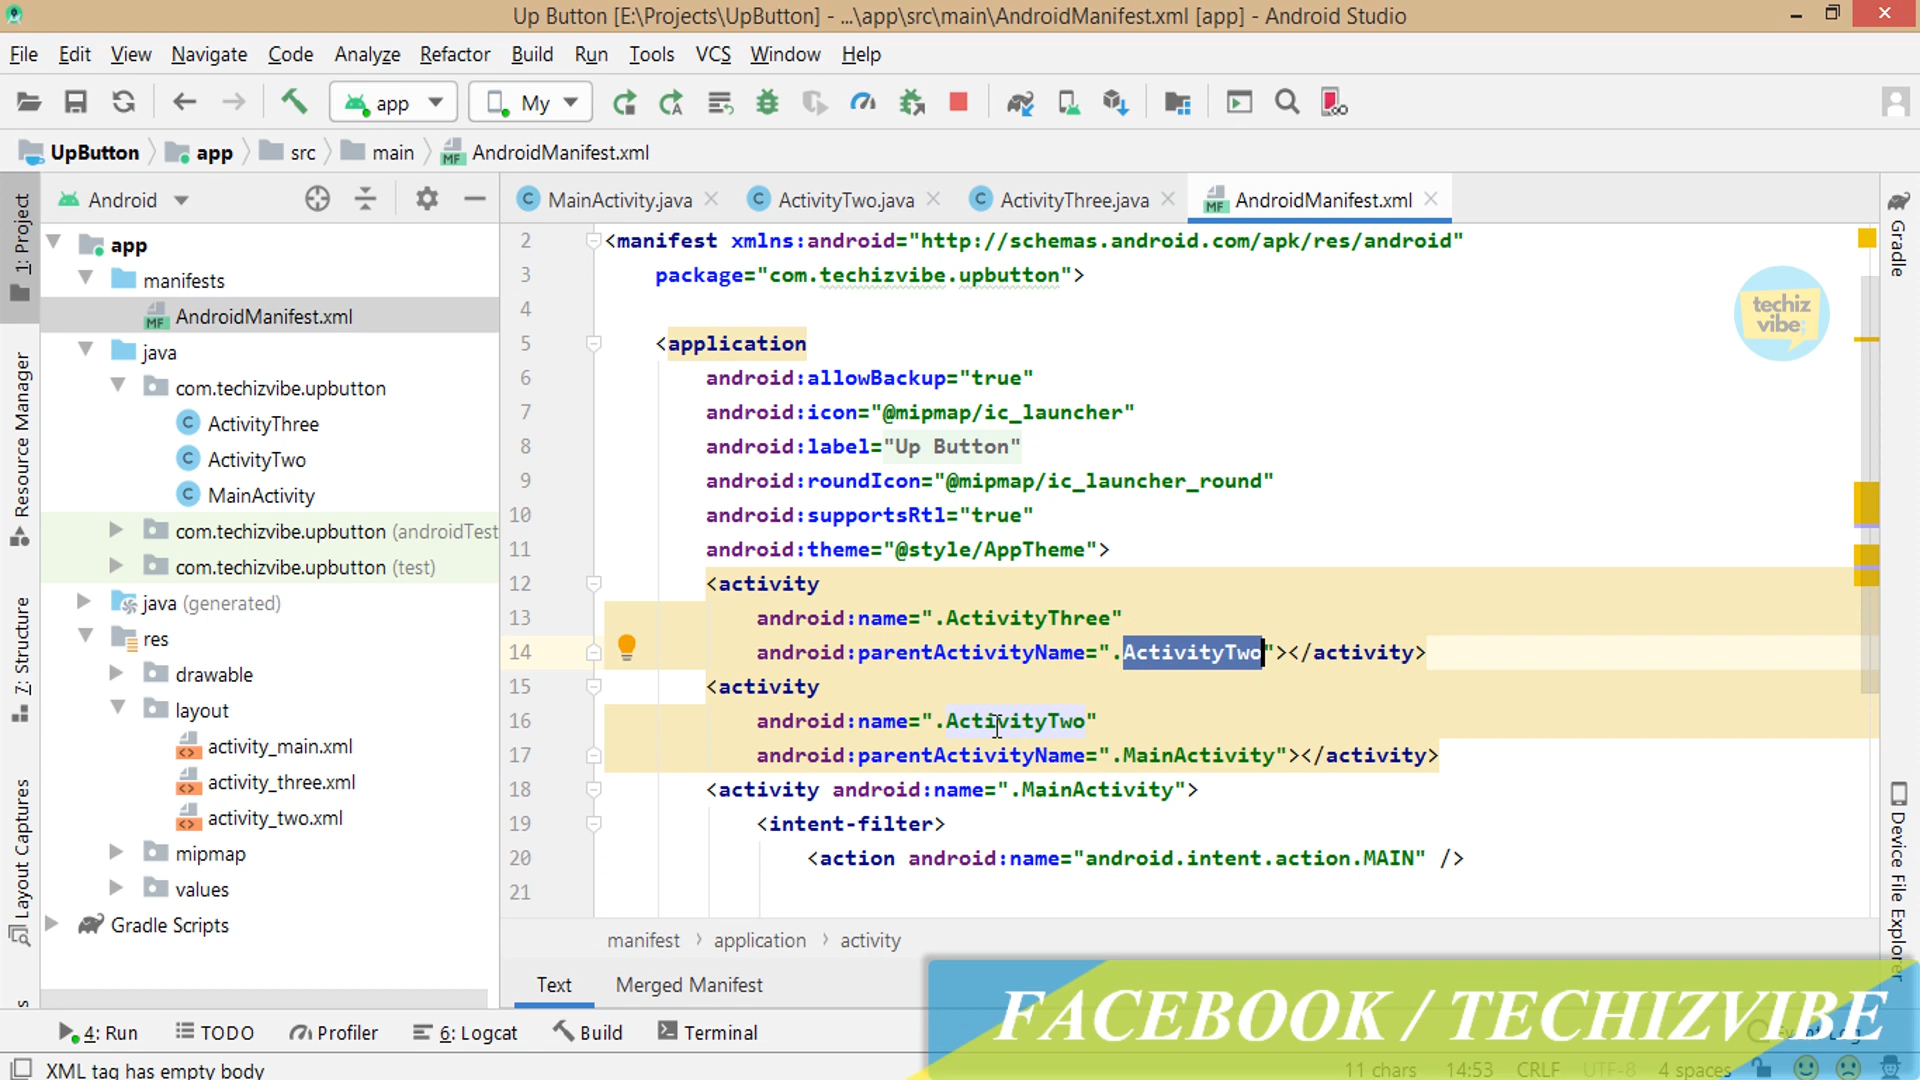 Up Button [E:\Projects\UpButton] - ...\app\src\main\AndroidManifest.xml [app] - Android Studio
File Edit View Navigate Code Analyze Refactor Build Run Tools VCS Window Help
app My
UpButton app src main AndroidManifest.xml
Android
MainActivity.java ActivityTwo.java ActivityThree.java AndroidManifest.xml
1: Project
Resource Manager
7: Structure
Layout Captures
app
manifests
AndroidManifest.xml
java
com.techizvibe.upbutton
ActivityThree
ActivityTwo
MainActivity
com.techizvibe.upbutton (androidTest
com.techizvibe.upbutton (test)
java (generated)
res
drawable
layout
activity_main.xml
activity_three.xml
activity_two.xml
mipmap
values
Gradle Scripts
2 <manifest xmlns:android="http://schemas.android.com/apk/res/android"
3 package="com.techizvibe.upbutton">
4
5 <application
6 android:allowBackup="true"
7 android:icon="@mipmap/ic_launcher"
8 android:label="Up Button"
9 android:roundIcon="@mipmap/ic_launcher_round"
10 android:supportsRtl="true"
11 android:theme="@style/AppTheme">
12 <activity
13 android:name=".ActivityThree"
14 android:parentActivityName=".ActivityTwo"></activity>
15 <activity
16 android:name=".ActivityTwo"
17 android:parentActivityName=".MainActivity"></activity>
18 <activity android:name=".MainActivity">
19 <intent-filter>
20 <action android:name="android.intent.action.MAIN" />
21
techiz
vibe
Gradle
Device File Explorer
manifest application activity
Text Merged Manifest
FACEBOOK / TECHIZVIBE
4: Run TODO Profiler 6: Logcat Build Terminal
XML tag has empty body 11 chars 14:53 CRLF UTF-8 4 spaces